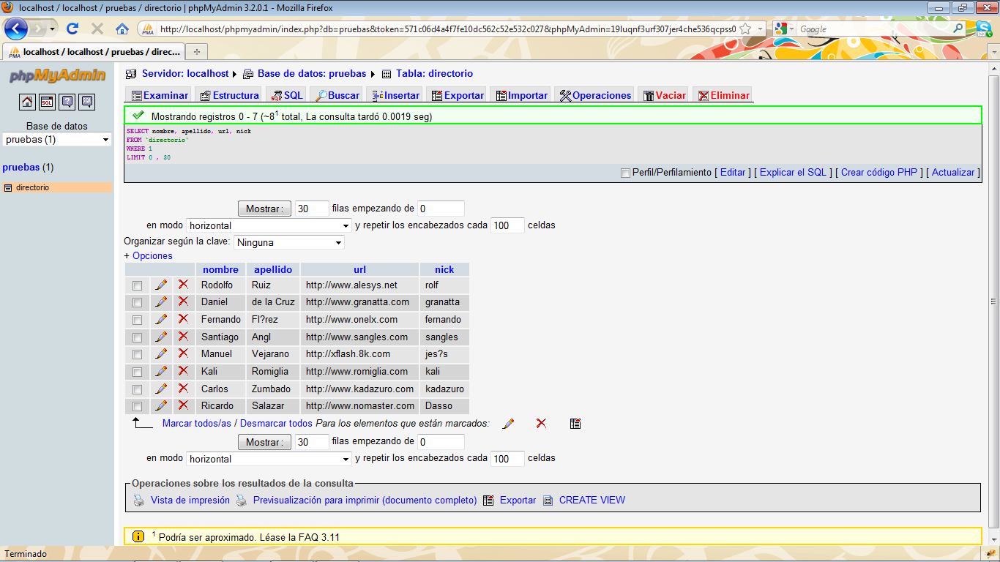 localhost / localhost / pruebas / directorio | phpMyAdmin 3.2.0.1 - Mozilla Firefox
http://localhost/phpmyadmin/index.php?db=pruebas&token=571c06d4a4f7fe10dc562c52e532c027&phpMyAdmin=19luqnf3urf307jer4che536qcpss0
Google
localhost / localhost / pruebas / direc...
phpMyAdmin
Servidor: localhost Base de datos: pruebas Tabla: directorio
Examinar Estructura SQL Buscar Insertar Exportar Importar Operaciones Vaciar Eliminar
Base de datos
pruebas (1)
pruebas (1)
directorio
Mostrando registros 0 - 7 (~8¹ total, La consulta tardó 0.0019 seg)
SELECT nombre, apellido, url, nick
FROM `directorio`
WHERE 1
LIMIT 0 , 30
Perfil/Perfilamiento [ Editar ] [ Explicar el SQL ] [ Crear código PHP ] [ Actualizar ]
Mostrar : 30 filas empezando de 0
en modo horizontal y repetir los encabezados cada 100 celdas
Organizar según la clave: Ninguna
+ Opciones
nombre apellido url nick
Rodolfo Ruiz http://www.alesys.net rolf
Daniel de la Cruz http://www.granatta.com granatta
Fernando Fl?rez http://www.onelx.com fernando
Santiago Angl http://www.sangles.com sangles
Manuel Vejarano http://xflash.8k.com jes?s
Kali Romiglia http://www.romiglia.com kali
Carlos Zumbado http://www.kadazuro.com kadazuro
Ricardo Salazar http://www.nomaster.com Dasso
Marcar todos/as / Desmarcar todos Para los elementos que están marcados:
Mostrar : 30 filas empezando de 0
en modo horizontal y repetir los encabezados cada 100 celdas
Operaciones sobre los resultados de la consulta
Vista de impresión Previsualización para imprimir (documento completo) Exportar CREATE VIEW
¹ Podría ser aproximado. Léase la FAQ 3.11
Terminado